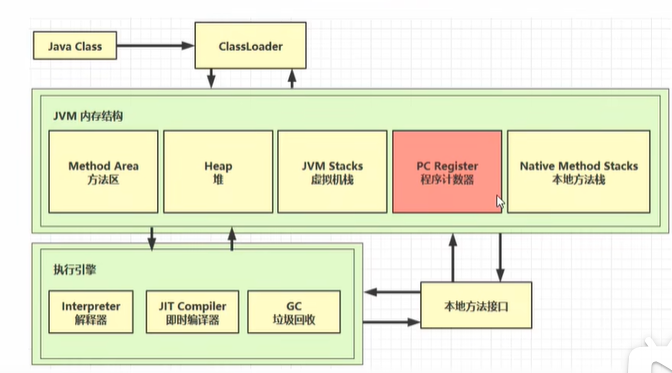 Java Class
ClassLoader
JVM 内存结构
Method Area
方法区
Heap
堆
JVM Stacks
虚拟机栈
PC Register
程序计数器
Native Method Stacks
本地方法栈
执行引擎
Interpreter
解释器
JIT Compiler
即时编译器
GC
垃圾回收
本地方法接口